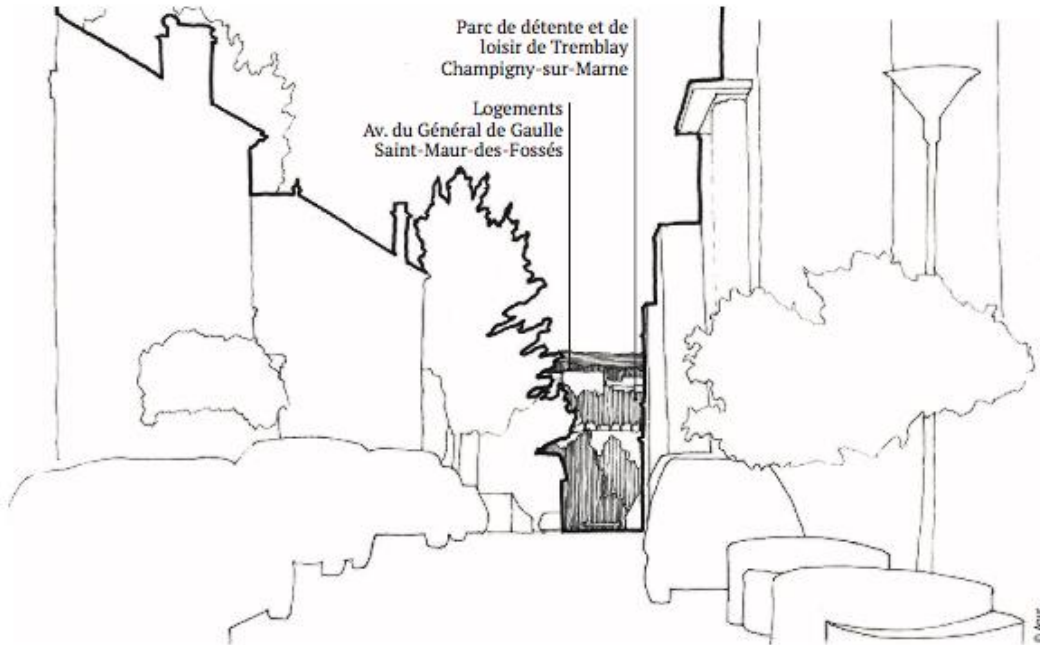 Parc de détente et de
loisir de Tremblay
Champigny-sur-Marne
Logements
Av. du Général de Gaulle
Saint-Maur-des-Fossés
© Apur